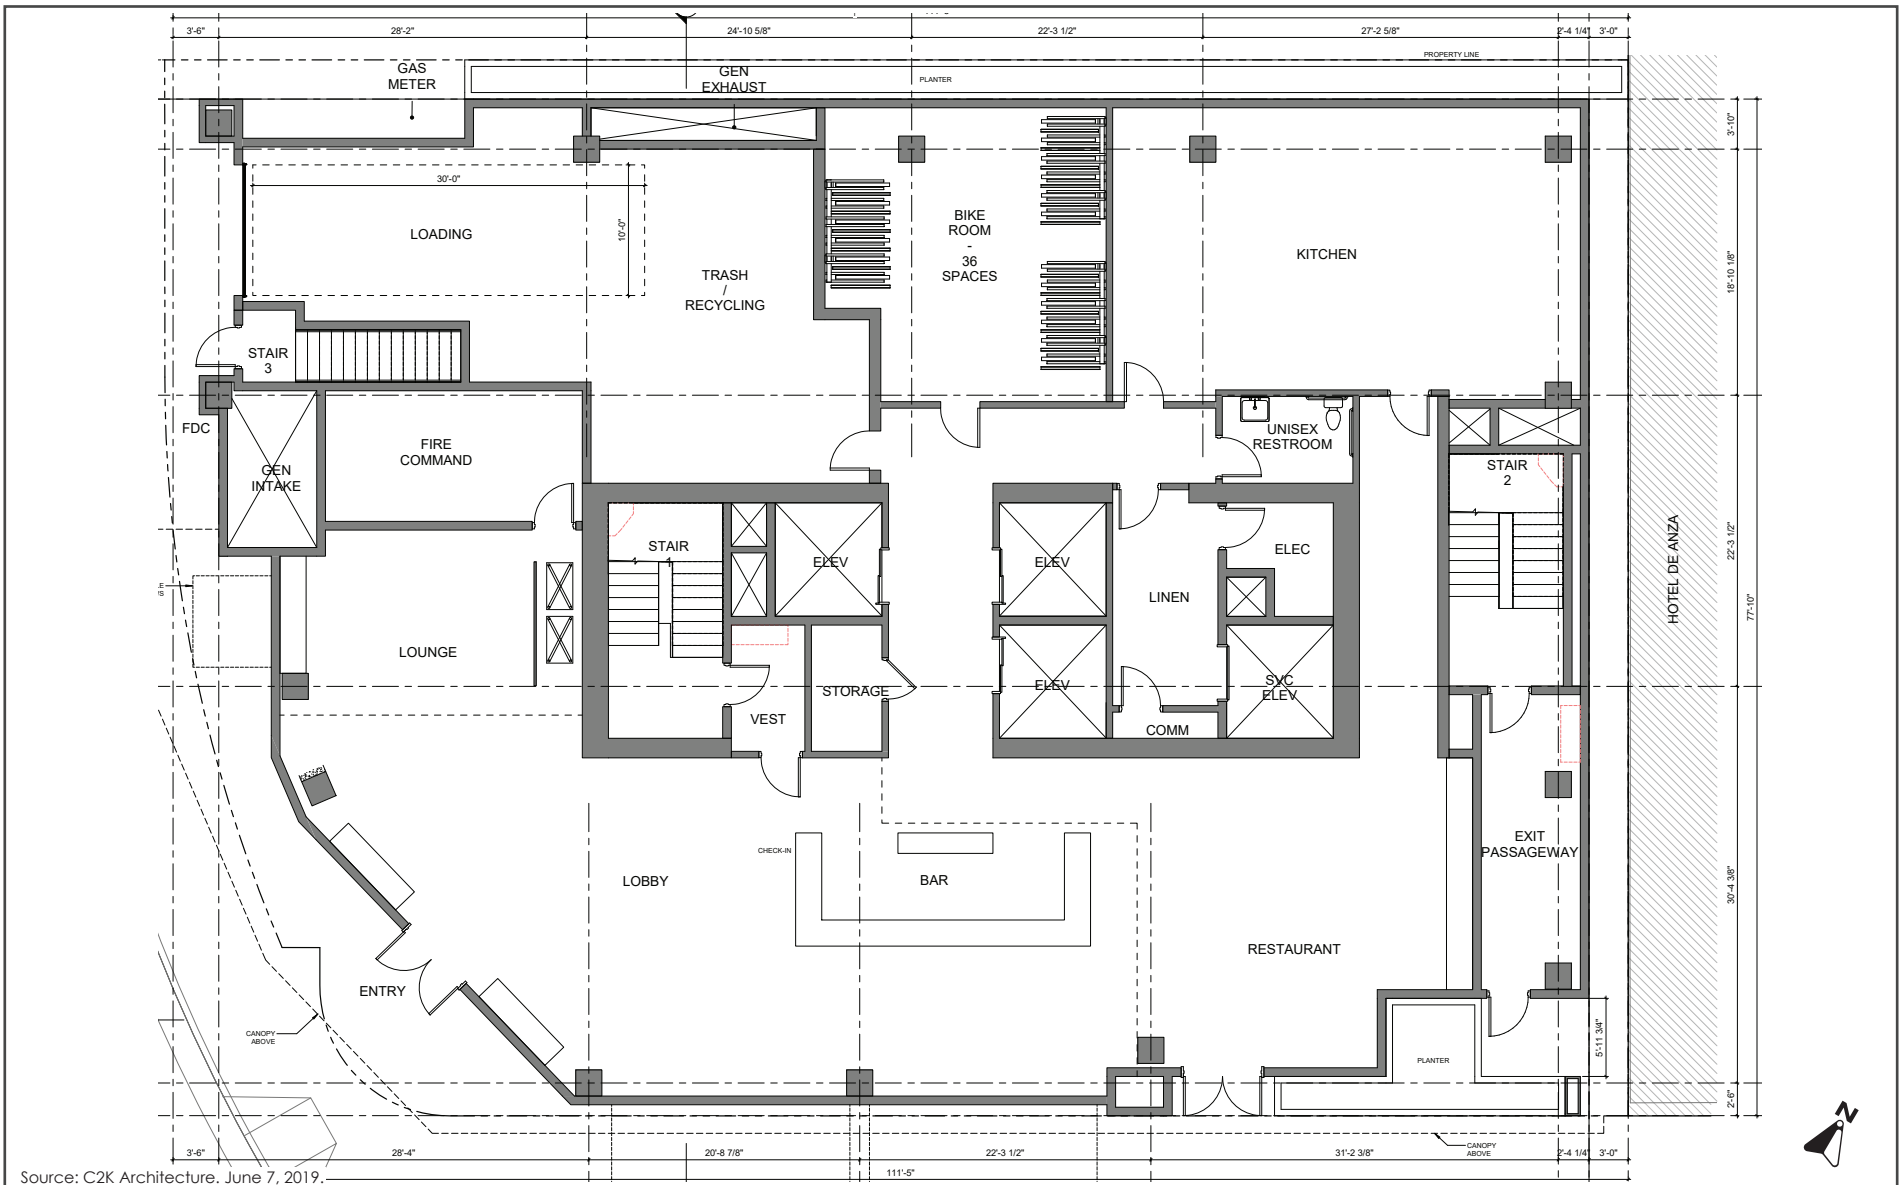 3'-6"
28'-2"
24'-10 5/8"
22'-3 1/2"
27'-2 5/8"
2'-4 1/4"
3'-0"
PROPERTY LINE
GAS
METER
GEN
EXHAUST
PLANTER
3'-10"
30'-0"
LOADING
10'-0"
TRASH
/
RECYCLING
BIKE
ROOM
-
36
SPACES
KITCHEN
18'-10 1/8"
STAIR
3
FDC
GEN
INTAKE
FIRE
COMMAND
UNISEX
RESTROOM
STAIR
2
HOTEL DE ANZA
22'-3 1/2"
77'-10"
STAIR
1
ELEV
ELEV
ELEC
LINEN
LOUNGE
STORAGE
ELEV
SVC
ELEV
VEST
COMM
EXIT
PASSAGEWAY
CHECK-IN
LOBBY
BAR
RESTAURANT
30'-4 3/8"
ENTRY
CANOPY
ABOVE
PLANTER
5'-11 3/4"
2'-6"
N
CANOPY
ABOVE
3'-6"
28'-4"
20'-8 7/8"
22'-3 1/2"
31'-2 3/8"
2'-4 1/4"
3'-0"
111'-5"
Source: C2K Architecture. June 7, 2019.